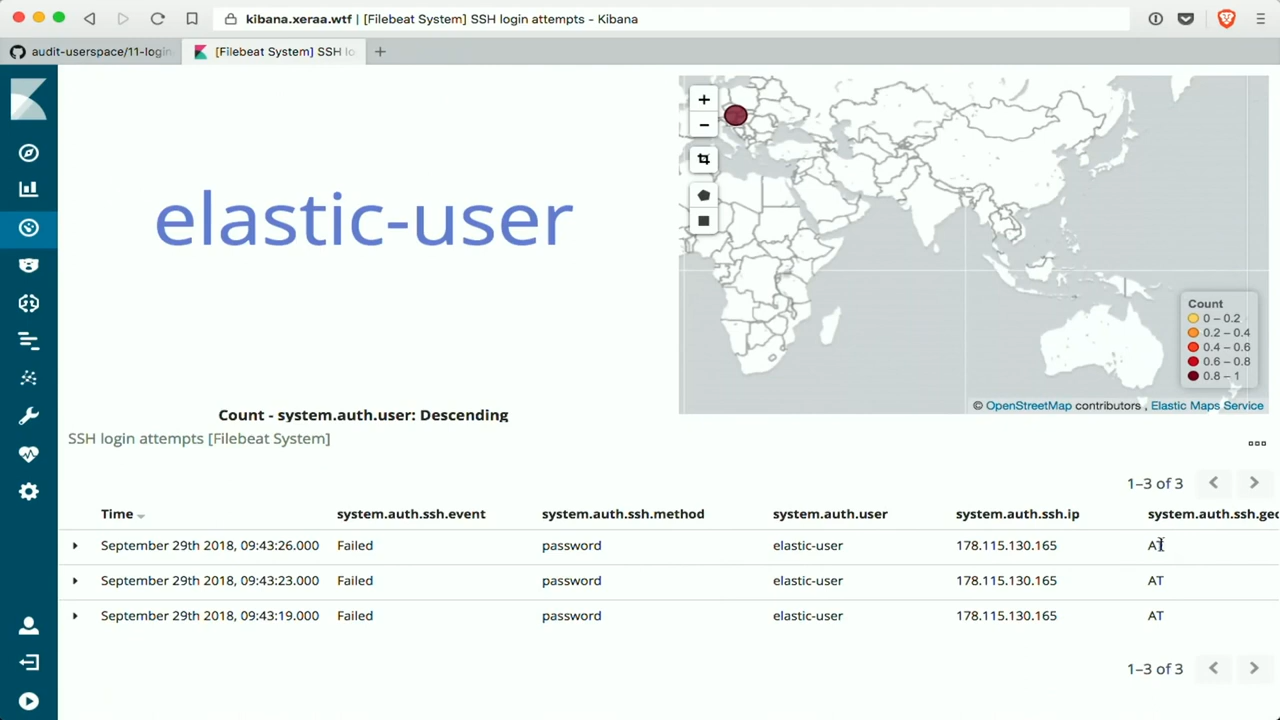 kibana.xeraa.wtf | [Filebeat System] SSH login attempts - Kibana
audit-userspace/11-login
[Filebeat System] SSH lo
elastic-user
Count - system.auth.user: Descending
+
−
Count
0 – 0.2
0.2 – 0.4
0.4 – 0.6
0.6 – 0.8
0.8 – 1
© OpenStreetMap contributors , Elastic Maps Service
SSH login attempts [Filebeat System]
1–3 of 3
Time system.auth.ssh.event system.auth.ssh.method system.auth.user system.auth.ssh.ip system.auth.ssh.geo
September 29th 2018, 09:43:26.000 Failed password elastic-user 178.115.130.165 AT
September 29th 2018, 09:43:23.000 Failed password elastic-user 178.115.130.165 AT
September 29th 2018, 09:43:19.000 Failed password elastic-user 178.115.130.165 AT
1–3 of 3